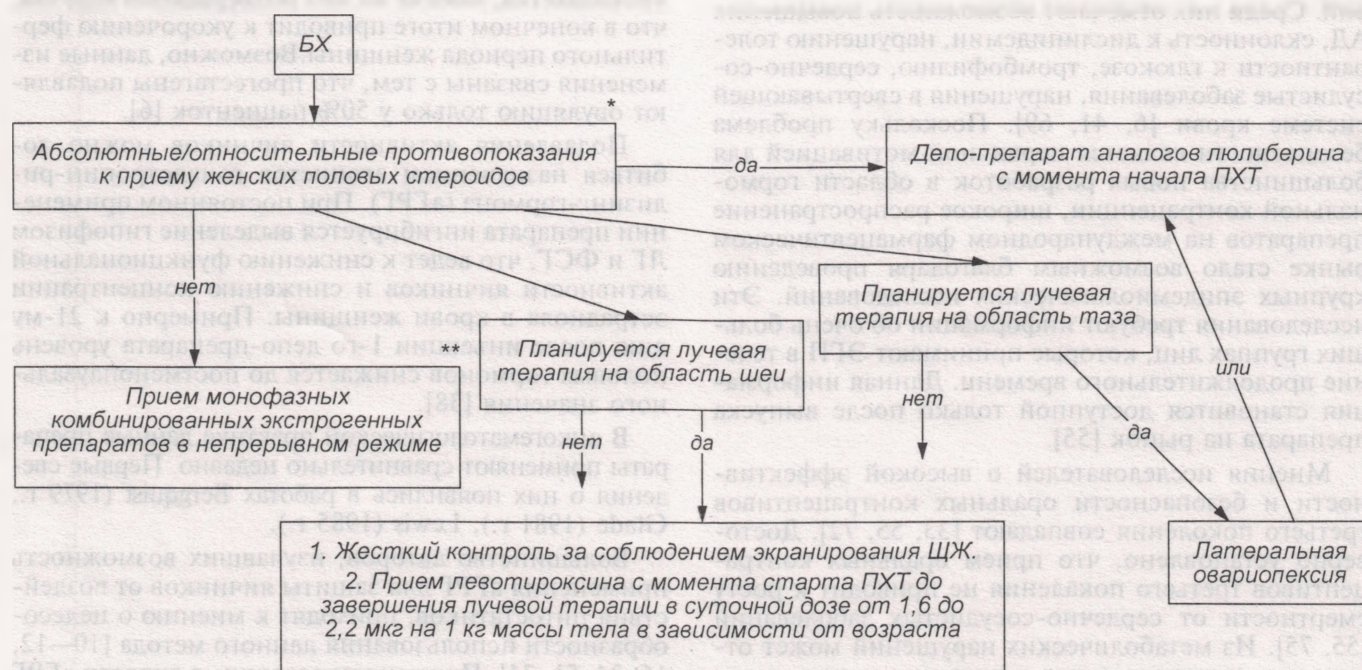 БХ
*
Абсолютные/относительные противопоказания
к приему женских половых стероидов
да
Депо-препарат аналогов люлиберина
с момента начала ПХТ
нет
Планируется лучевая
терапия на область таза
**
Планируется лучевая
терапия на область шеи
или
Прием монофазных
комбинированных экстрогенных
препаратов в непрерывном режиме
нет
да
нет
да
1. Жесткий контроль за соблюдением экранирования ЩЖ.
2. Прием левотироксина с момента старта ПХТ до
завершения лучевой терапии в суточной дозе от 1,6 до
2,2 мкг на 1 кг массы тела в зависимости от возраста
Латеральная
овариопексия